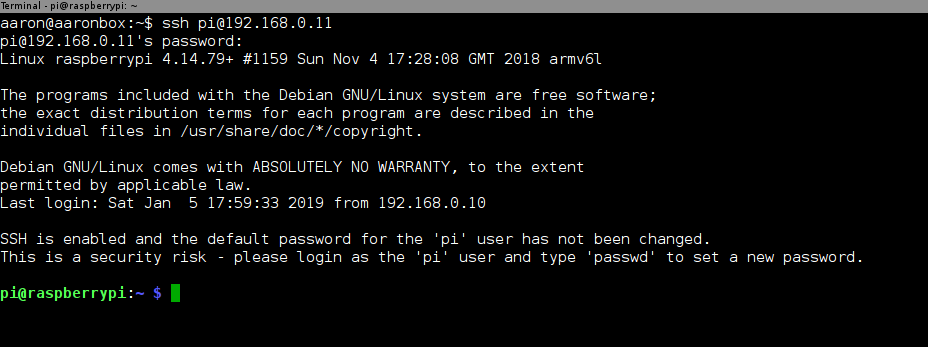 Terminal - pi@raspberrypi: ~
aaron@aaronbox:~$ ssh pi@192.168.0.11
pi@192.168.0.11's password:
Linux raspberrypi 4.14.79+ #1159 Sun Nov 4 17:28:08 GMT 2018 armv6l
The programs included with the Debian GNU/Linux system are free software;
the exact distribution terms for each program are described in the
individual files in /usr/share/doc/*/copyright.
Debian GNU/Linux comes with ABSOLUTELY NO WARRANTY, to the extent
permitted by applicable law.
Last login: Sat Jan  5 17:59:33 2019 from 192.168.0.10
SSH is enabled and the default password for the 'pi' user has not been changed.
This is a security risk - please login as the 'pi' user and type 'passwd' to set a new password.
pi@raspberrypi:~ $